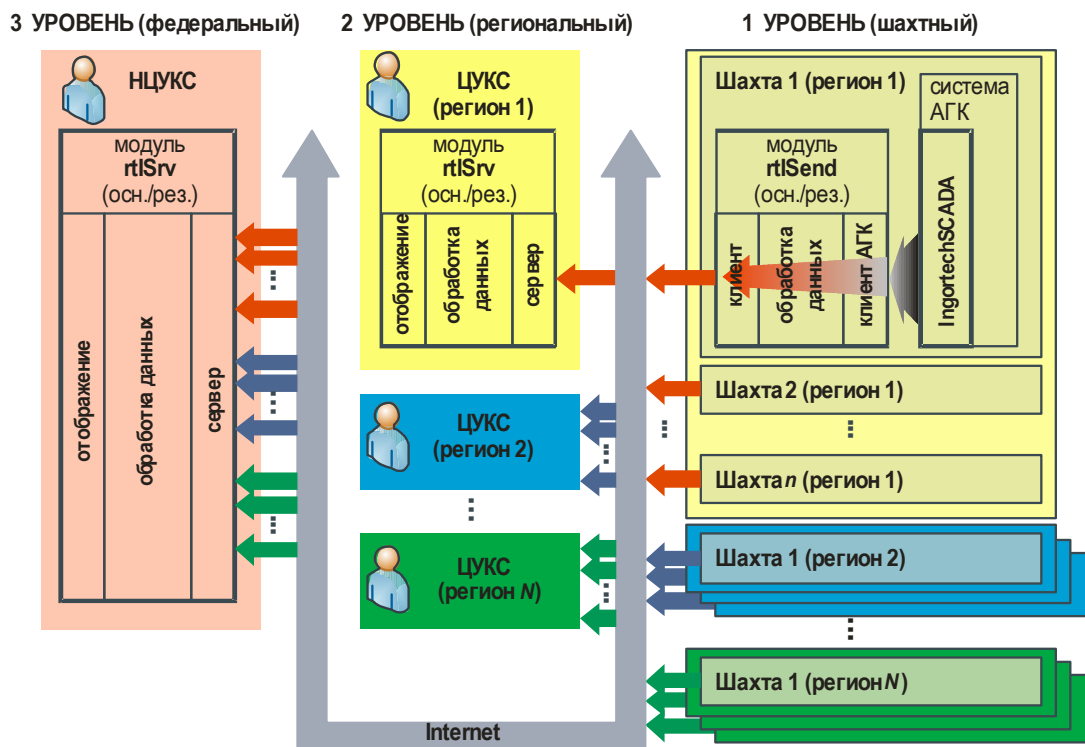 3 УРОВЕНЬ (федеральный)
2 УРОВЕНЬ (региональный)
1 УРОВЕНЬ (шахтный)
НЦУКС
модуль
rtlSrv
(осн./рез.)
отображение
обработка данных
сервер
...
...
...
ЦУКС
(регион 1)
модуль
rtlSrv
(осн./рез.)
отображение
обработка
данных
сервер
ЦУКС
(регион 2)
...
...
ЦУКС
(регион N)
...
Internet
Шахта 1 (регион 1)
система
АГК
модуль
rtlSend
(осн./рез.)
клиент
обработка
данных
клиент АГК
IngortechSCADA
Шахта 2 (регион 1)
...
...
Шахта n (регион 1)
Шахта 1 (регион 2)
...
Шахта 1 (регион N)